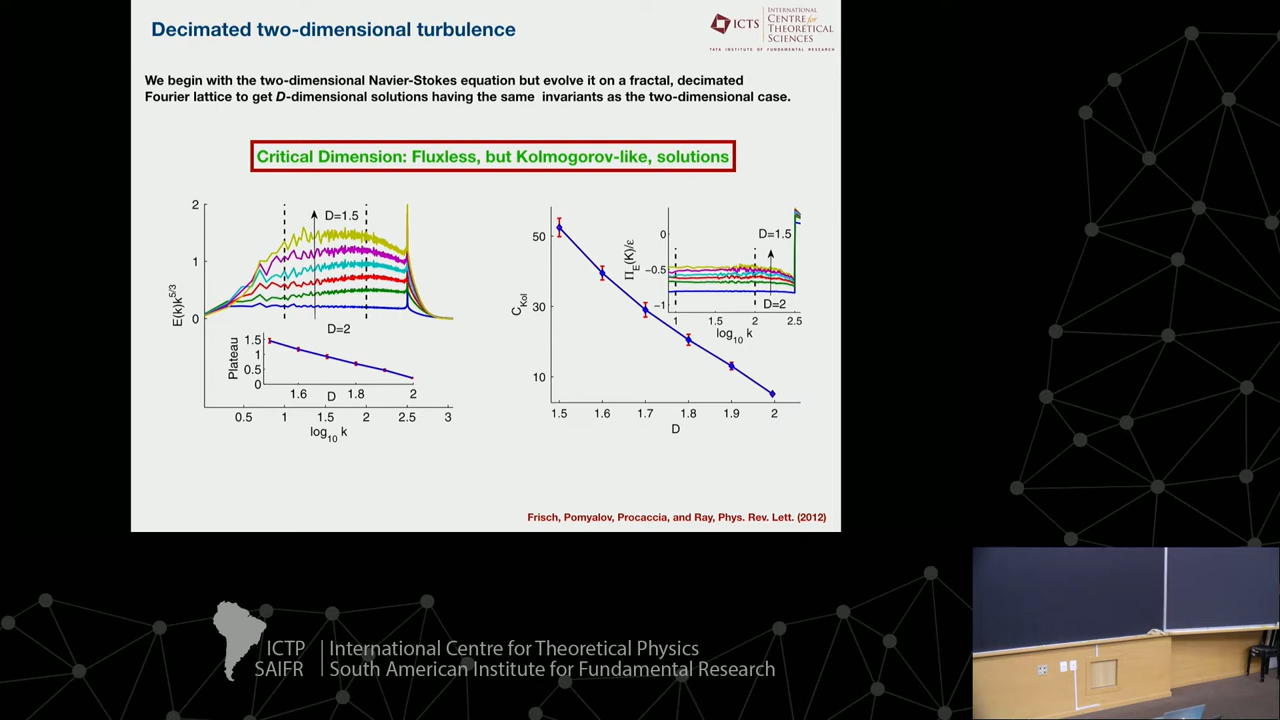 Decimated two-dimensional turbulence
ICTS
INTERNATIONAL
CENTRE for
THEORETICAL
SCIENCES
TATA INSTITUTE OF FUNDAMENTAL RESEARCH
We begin with the two-dimensional Navier-Stokes equation but evolve it on a fractal, decimated
Fourier lattice to get D-dimensional solutions having the same invariants as the two-dimensional case.
Critical Dimension: Fluxless, but Kolmogorov-like, solutions
2
1
0
E(k)k^5/3
D=1.5
D=2
1.5
1
0.5
0
Plateau
1.6 1.8 2
D
0.5 1 1.5 2 2.5 3
log10 k
50
30
10
C_Kol
1.5 1.6 1.7 1.8 1.9 2
D
0
−0.5
−1
Π_E(K)/ε
D=1.5
D=2
1 1.5 2 2.5
log10 k
Frisch, Pomyalov, Procaccia, and Ray, Phys. Rev. Lett. (2012)
ICTP International Centre for Theoretical Physics
SAIFR South American Institute for Fundamental Research